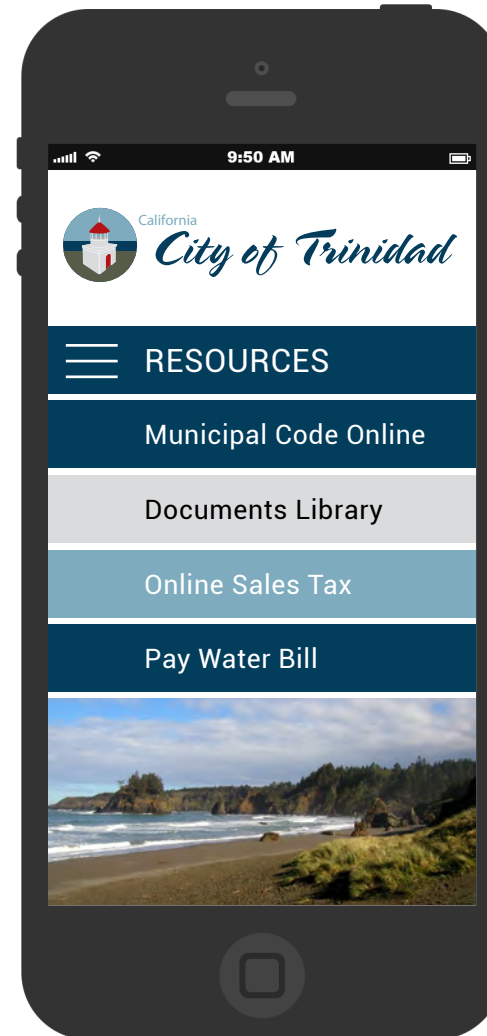 9:50 AM
California
City of Trinidad
RESOURCES
Municipal Code Online
Documents Library
Online Sales Tax
Pay Water Bill